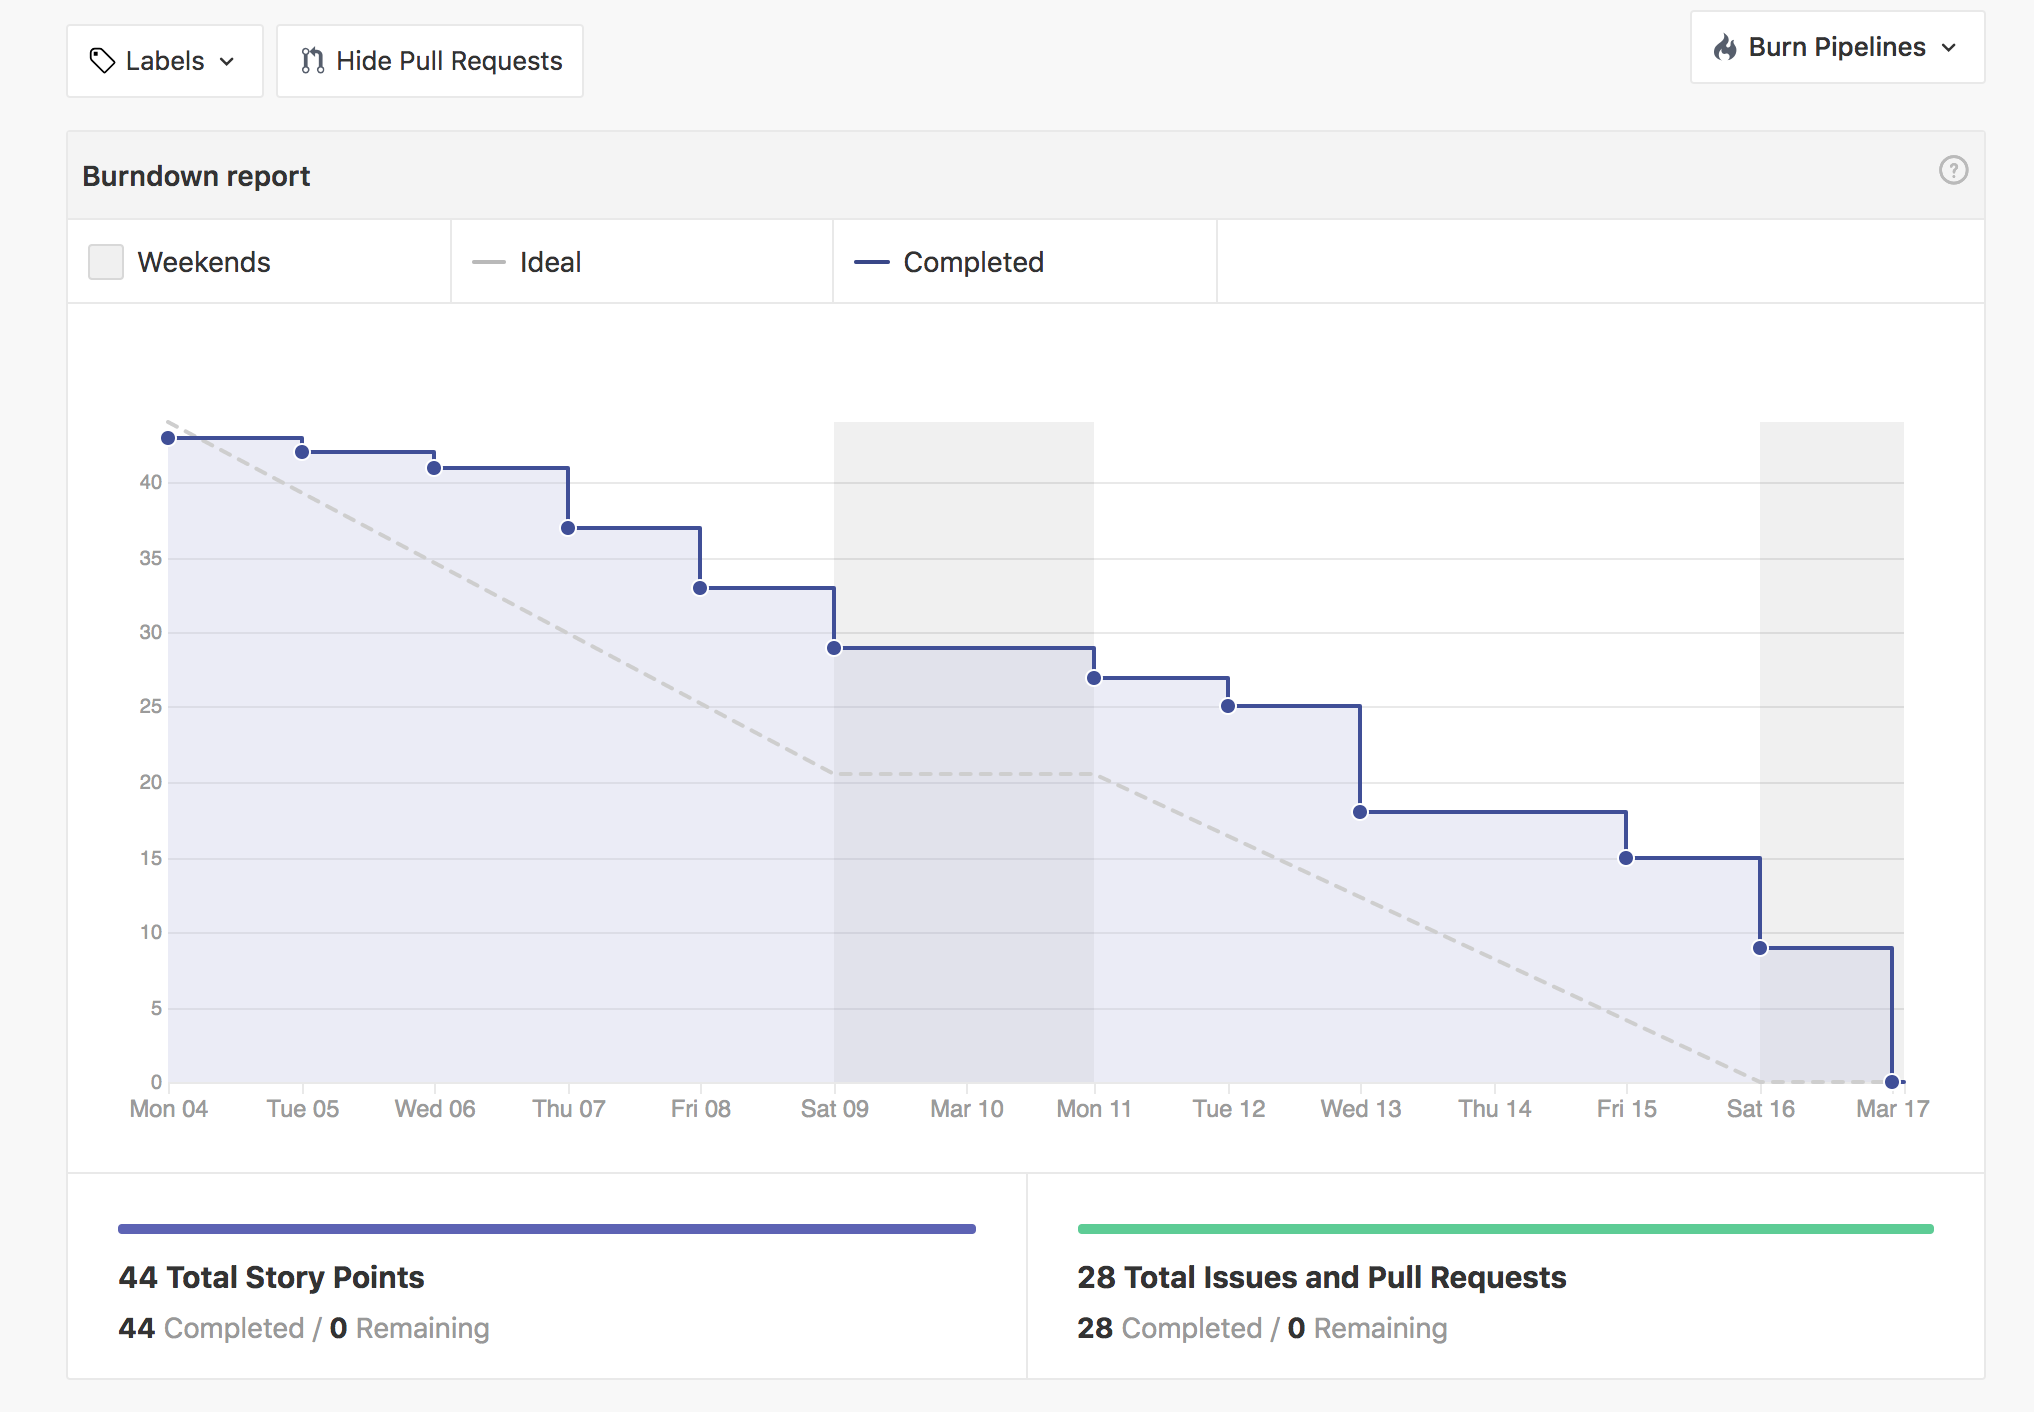 Labels
Hide Pull Requests
Burn Pipelines
Burndown report
?
Weekends
Ideal
Completed
40
35
30
25
20
15
10
5
0
Mon 04 Tue 05 Wed 06 Thu 07 Fri 08 Sat 09 Mar 10 Mon 11 Tue 12 Wed 13 Thu 14 Fri 15 Sat 16 Mar 17
44 Total Story Points
44 Completed / 0 Remaining
28 Total Issues and Pull Requests
28 Completed / 0 Remaining